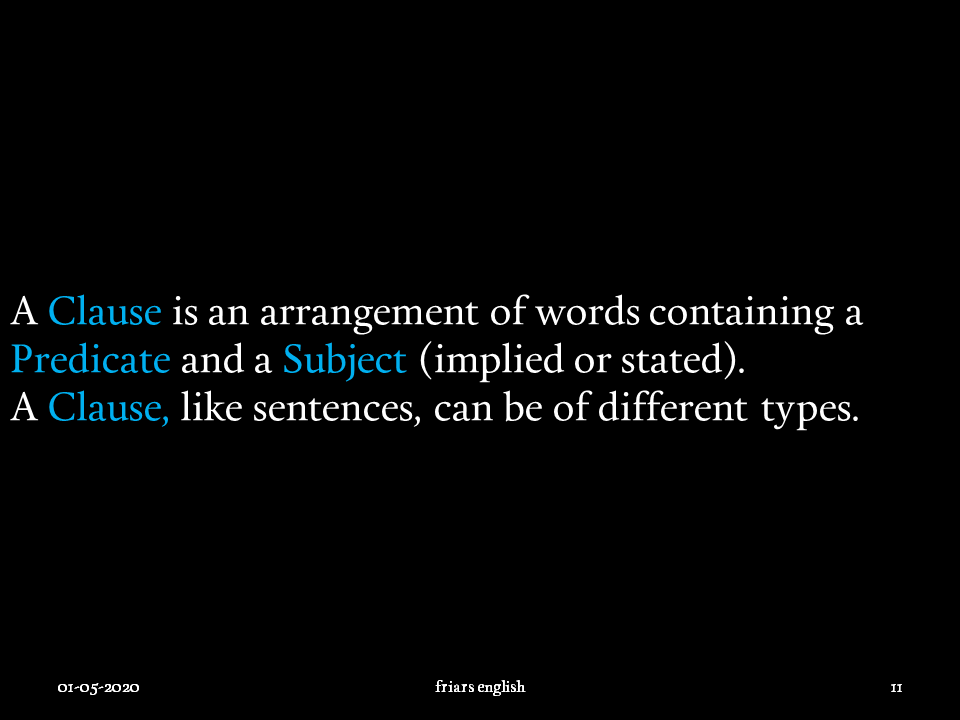 A Clause is an arrangement of words containing a
Predicate and a Subject (implied or stated).
A Clause, like sentences, can be of different types.
01-05-2020 friars english 11